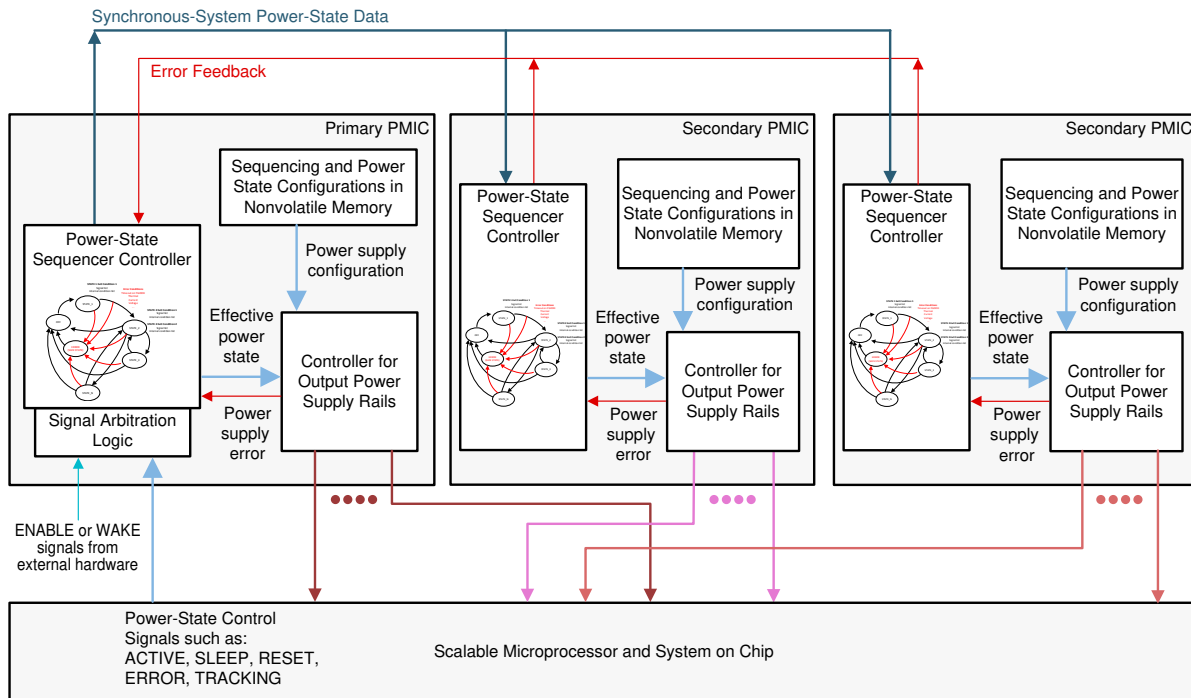 Synchronous-System Power-State Data
Error Feedback
Primary PMIC
Sequencing and Power
State Configurations in
Nonvolatile Memory
Power-State
Sequencer Controller
Power supply
configuration
Effective
power
state
Controller for
Output Power
Supply Rails
Signal Arbitration
Logic
Power
supply
error
ENABLE or WAKE
signals from
external hardware
Secondary PMIC
Power-State
Sequencer
Controller
Sequencing and Power
State Configurations in
Nonvolatile Memory
Power supply
configuration
Effective
power
state
Controller for
Output Power
Supply Rails
Power
supply
error
Secondary PMIC
Power-State
Sequencer
Controller
Sequencing and Power
State Configurations in
Nonvolatile Memory
Power supply
configuration
Effective
power
state
Controller for
Output Power
Supply Rails
Power
supply
error
Power-State Control
Signals such as:
ACTIVE, SLEEP, RESET,
ERROR, TRACKING
Scalable Microprocessor and System on Chip